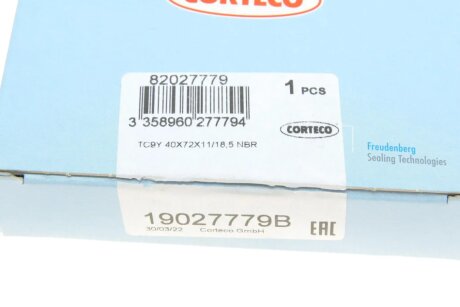 CORTECO
82027779
1 PCS
3 358960 277794
CORTECO
TC9Y 40X72X11/18,5 NBR
Freudenberg
Sealing Technologies
19027779B
30/03/22 Corteco GmbH
EAC